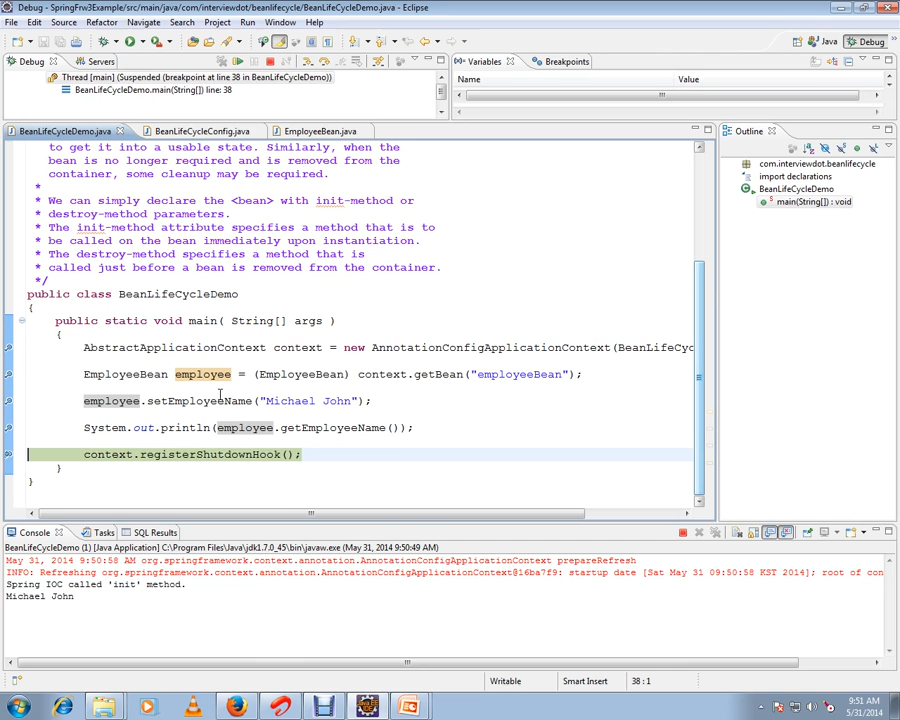 Debug - SpringFrw3Example/src/main/java/com/interviewdot/beanlifecycle/BeanLifeCycleDemo.java - Eclipse
File Edit Source Refactor Navigate Search Project Run Window Help
Java Debug
Debug Servers
Variables Breakpoints
Thread [main] (Suspended (breakpoint at line 38 in BeanLifeCycleDemo))
BeanLifeCycleDemo.main(String[]) line: 38
Name Value
BeanLifeCycleDemo.java BeanLifeCycleConfig.java EmployeeBean.java
Outline
to get it into a usable state. Similarly, when the
bean is no longer required and is removed from the
container, some cleanup may be required.
*
* We can simply declare the <bean> with init-method or
* destroy-method parameters.
* The init-method attribute specifies a method that is to
* be called on the bean immediately upon instantiation.
* The destroy-method specifies a method that is
* called just before a bean is removed from the container.
*/
public class BeanLifeCycleDemo
{
public static void main( String[] args )
{
AbstractApplicationContext context = new AnnotationConfigApplicationContext(BeanLifeCyc
EmployeeBean employee = (EmployeeBean) context.getBean("employeeBean");
employee.setEmployeeName("Michael John");
System.out.println(employee.getEmployeeName());
context.registerShutdownHook();
}
}
com.interviewdot.beanlifecycle
import declarations
BeanLifeCycleDemo
main(String[]) : void
Console Tasks SQL Results
BeanLifeCycleDemo (1) [Java Application] C:\Program Files\Java\jdk1.7.0_45\bin\javaw.exe (May 31, 2014 9:50:49 AM)
May 31, 2014 9:50:58 AM org.springframework.context.annotation.AnnotationConfigApplicationContext prepareRefresh
INFO: Refreshing org.springframework.context.annotation.AnnotationConfigApplicationContext@16ba7f9: startup date [Sat May 31 09:50:58 KST 2014]; root of con
Spring IOC called 'init' method.
Michael John
Writable Smart Insert 38 : 1
9:51 AM
5/31/2014